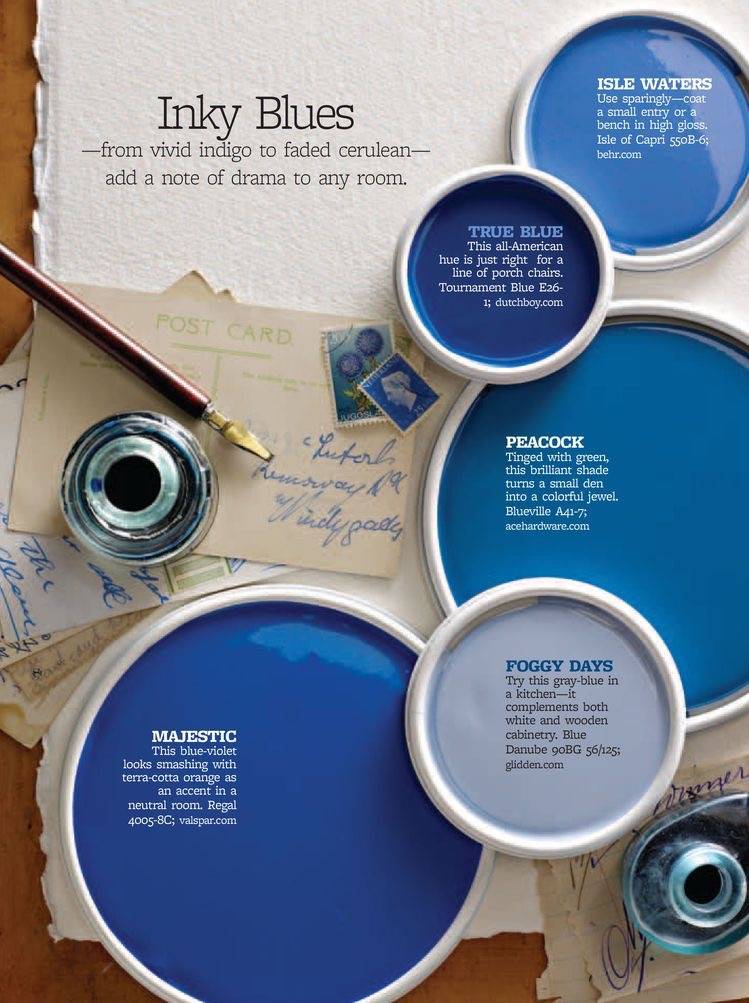 Inky Blues
—from vivid indigo to faded cerulean—
add a note of drama to any room.
ISLE WATERS
Use sparingly—coat
a small entry or a
bench in high gloss.
Isle of Capri 550B-6;
behr.com
TRUE BLUE
This all-American
hue is just right for a
line of porch chairs.
Tournament Blue E26-
1; dutchboy.com
POST CARD.
JUGOSL
PEACOCK
Tinged with green,
this brilliant shade
turns a small den
into a colorful jewel.
Blueville A41-7;
acehardware.com
FOGGY DAYS
Try this gray-blue in
a kitchen—it
complements both
white and wooden
cabinetry. Blue
Danube 90BG 56/125;
glidden.com
MAJESTIC
This blue-violet
looks smashing with
terra-cotta orange as
an accent in a
neutral room. Regal
4005-8C; valspar.com
the